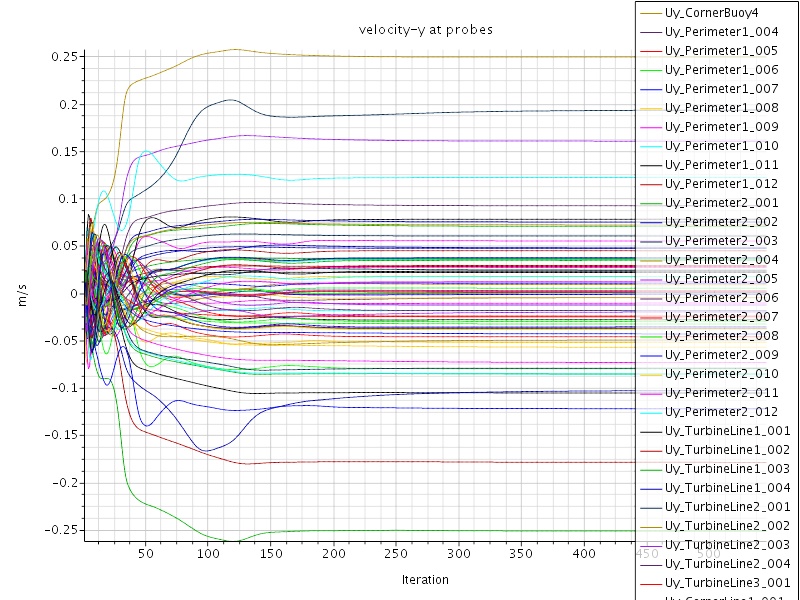 velocity-y at probes
m/s
0.25
0.2
0.15
0.1
0.05
0
-0.05
-0.1
-0.15
-0.2
-0.25
50
100
150
200
250
300
350
400
450
500
Iteration
Uy_CornerBuoy4
Uy_Perimeter1_004
Uy_Perimeter1_005
Uy_Perimeter1_006
Uy_Perimeter1_007
Uy_Perimeter1_008
Uy_Perimeter1_009
Uy_Perimeter1_010
Uy_Perimeter1_011
Uy_Perimeter1_012
Uy_Perimeter2_001
Uy_Perimeter2_002
Uy_Perimeter2_003
Uy_Perimeter2_004
Uy_Perimeter2_005
Uy_Perimeter2_006
Uy_Perimeter2_007
Uy_Perimeter2_008
Uy_Perimeter2_009
Uy_Perimeter2_010
Uy_Perimeter2_011
Uy_Perimeter2_012
Uy_TurbineLine1_001
Uy_TurbineLine1_002
Uy_TurbineLine1_003
Uy_TurbineLine1_004
Uy_TurbineLine2_001
Uy_TurbineLine2_002
Uy_TurbineLine2_003
Uy_TurbineLine2_004
Uy_TurbineLine3_001